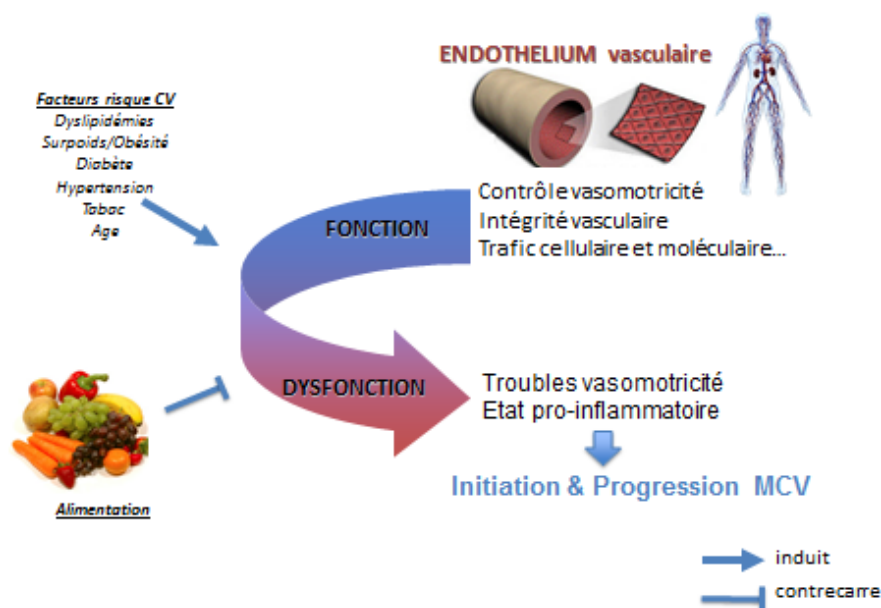 ENDOTHELIUM vasculaire
Facteurs risque CV
Dyslipidémies
Surpoids/Obésité
Diabète
Hypertension
Tabac
Age
FONCTION
Contrôle vasomotricité
Intégrité vasculaire
Trafic cellulaire et moléculaire...
DYSFONCTION
Troubles vasomotricité
Etat pro-inflammatoire
Initiation & Progression MCV
Alimentation
induit
contrecarre